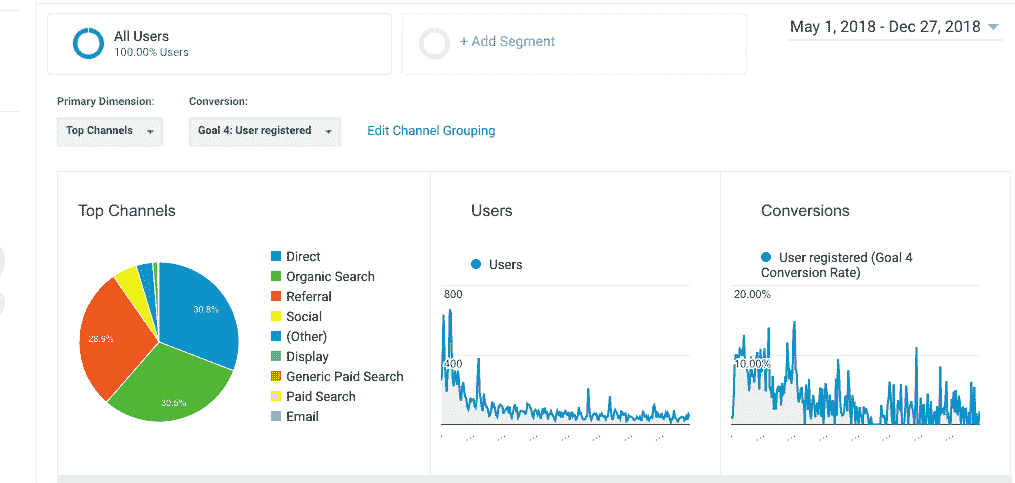 All Users
100.00% Users
+ Add Segment
May 1, 2018 - Dec 27, 2018
Primary Dimension:
Conversion:
Top Channels
Goal 4: User registered
Edit Channel Grouping
Top Channels
30.8%
28.9%
30.5%
Direct
Organic Search
Referral
Social
(Other)
Display
Generic Paid Search
Paid Search
Email
Users
Users
800
400
Conversions
User registered (Goal 4
Conversion Rate)
20.00%
10.00%